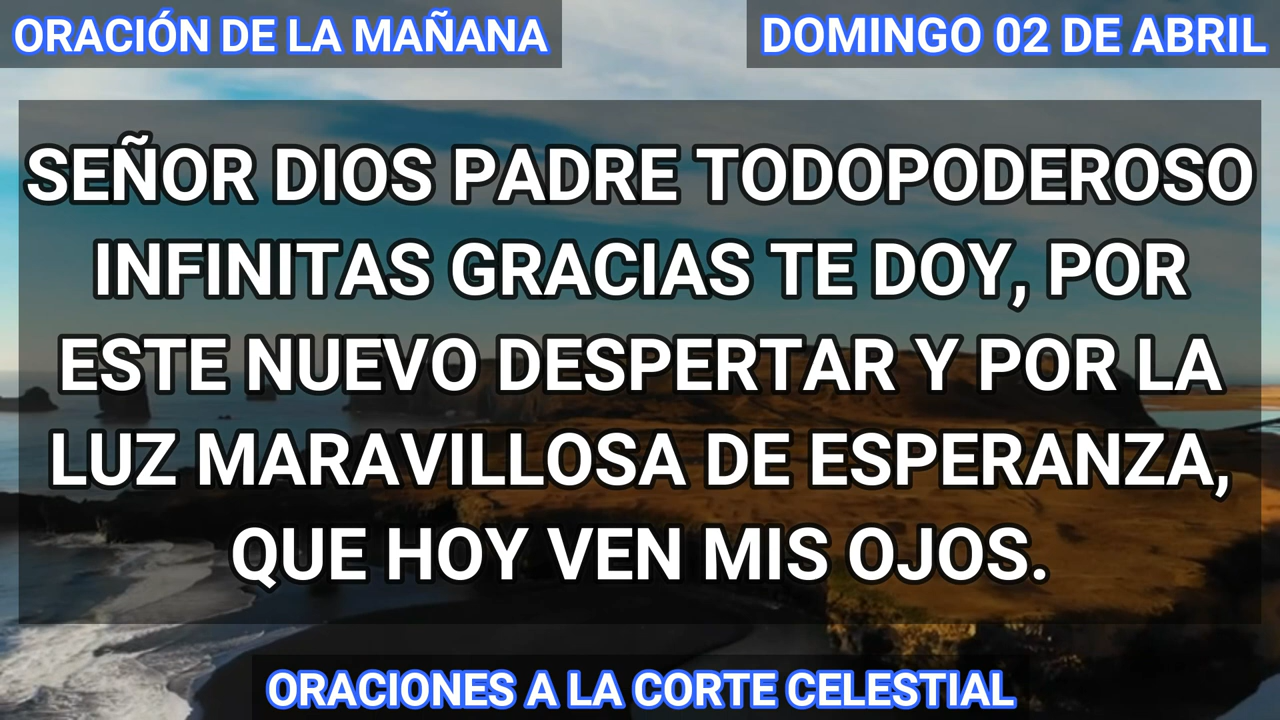 ORACIÓN DE LA MAÑANA
DOMINGO 02 DE ABRIL
SEÑOR DIOS PADRE TODOPODEROSO
INFINITAS GRACIAS TE DOY, POR
ESTE NUEVO DESPERTAR Y POR LA
LUZ MARAVILLOSA DE ESPERANZA,
QUE HOY VEN MIS OJOS.
ORACIONES A LA CORTE CELESTIAL